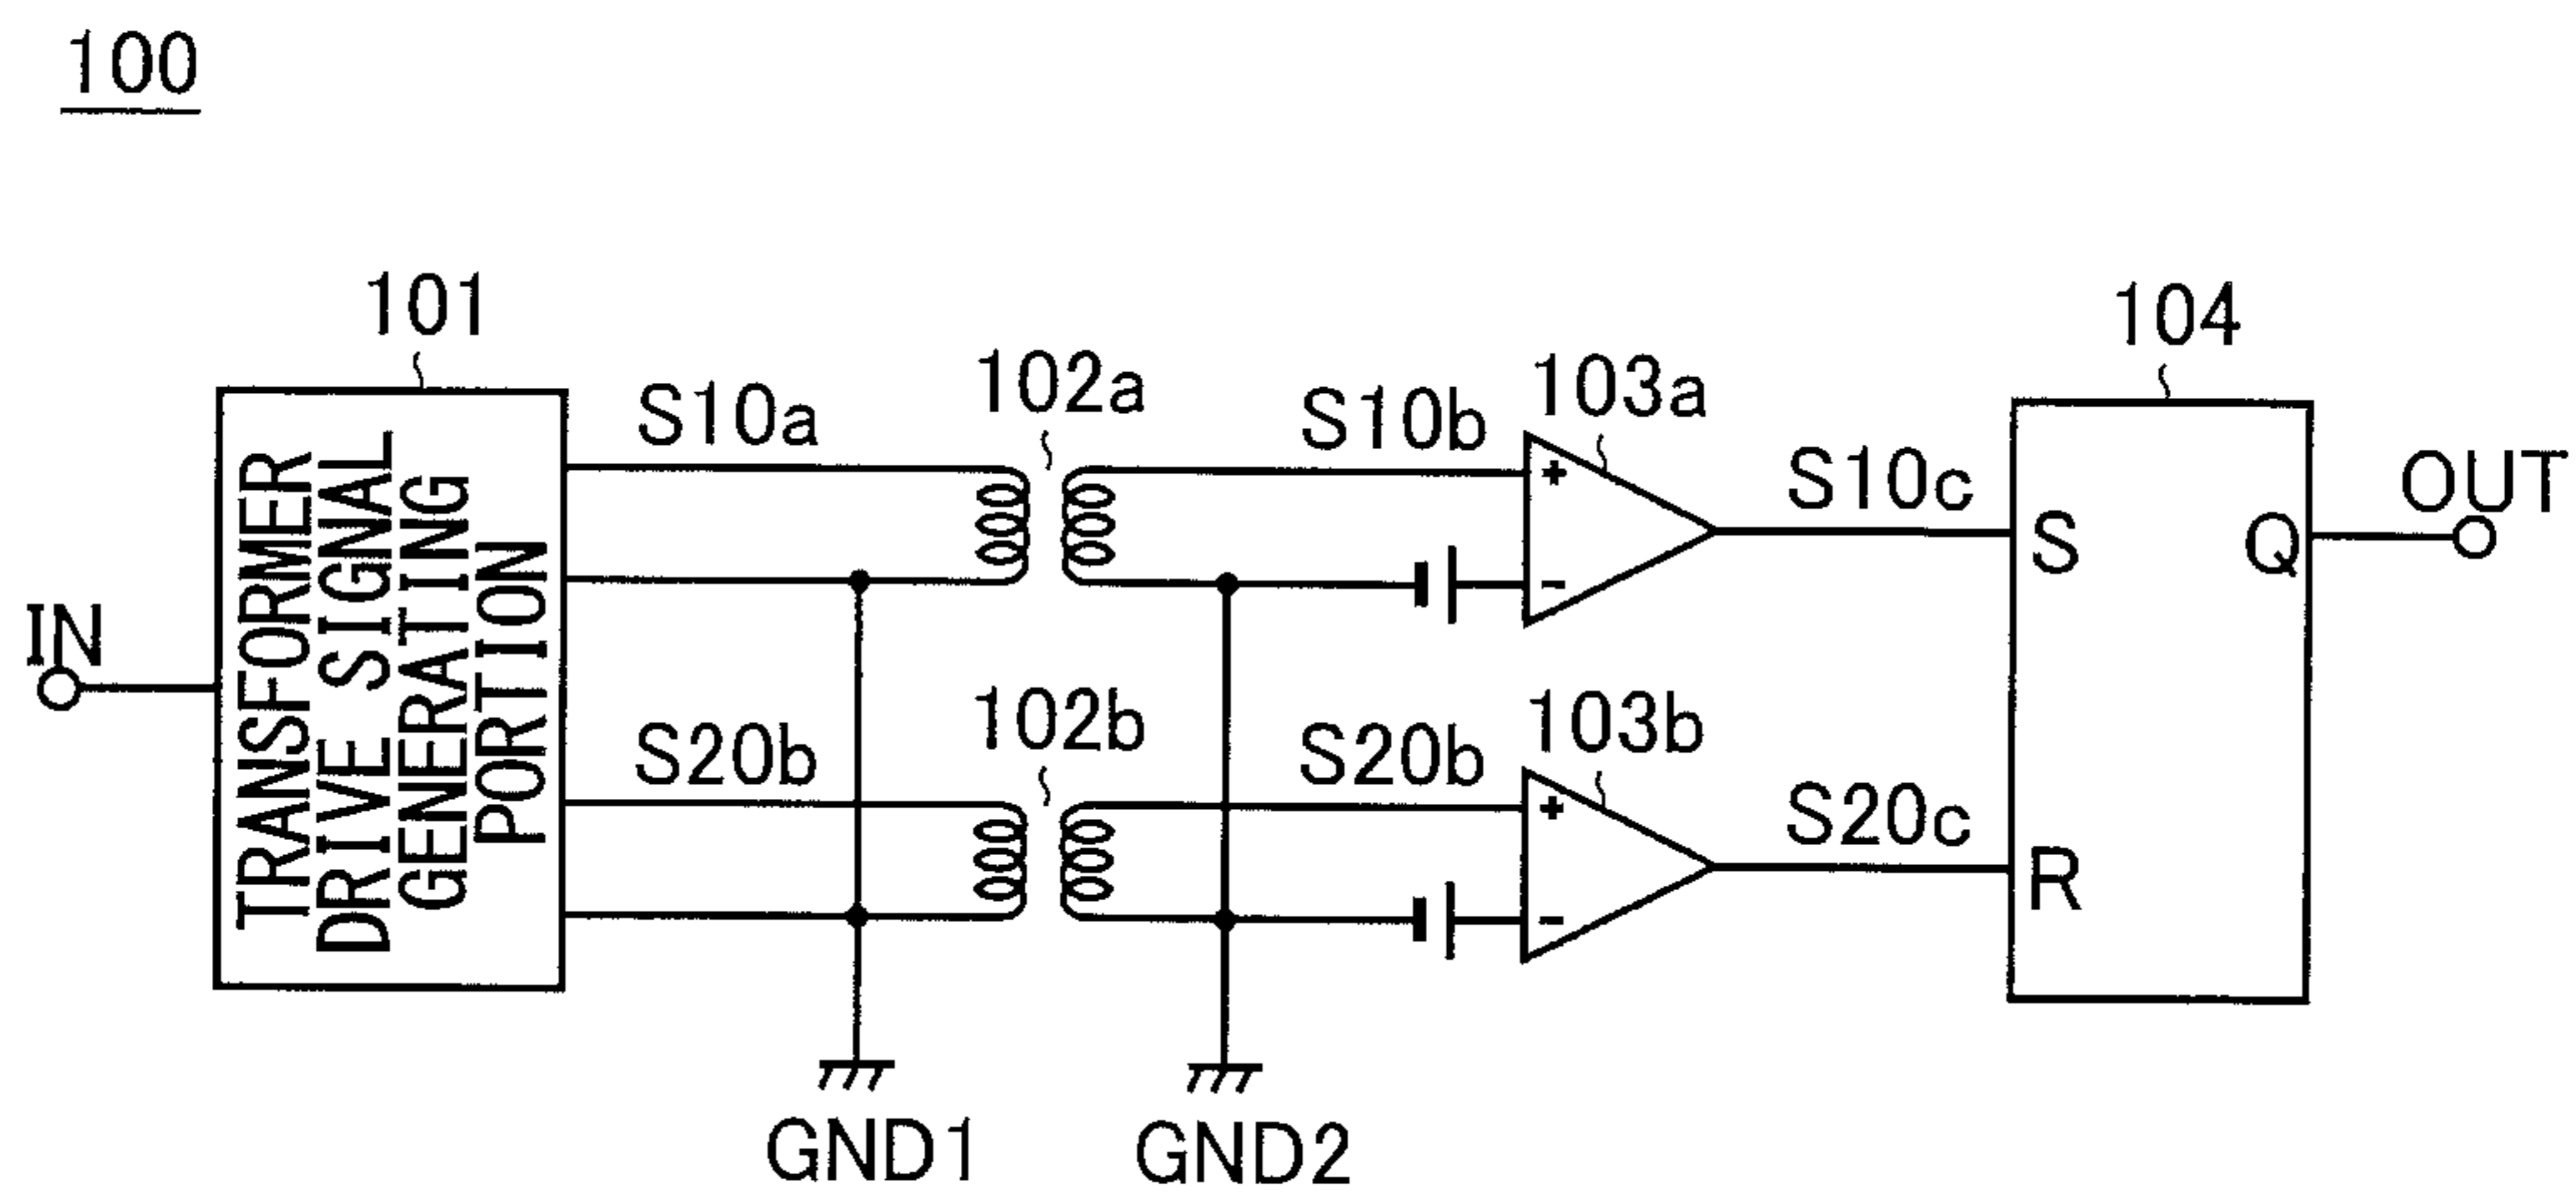 100
101
TRANSFORMER
DRIVE SIGNAL
GENERATING
PORTION
IN
S10a
102a
S10b
103a
+
-
S10c
104
S
Q
OUT
S20b
102b
S20b
103b
+
-
S20c
R
GND1
GND2